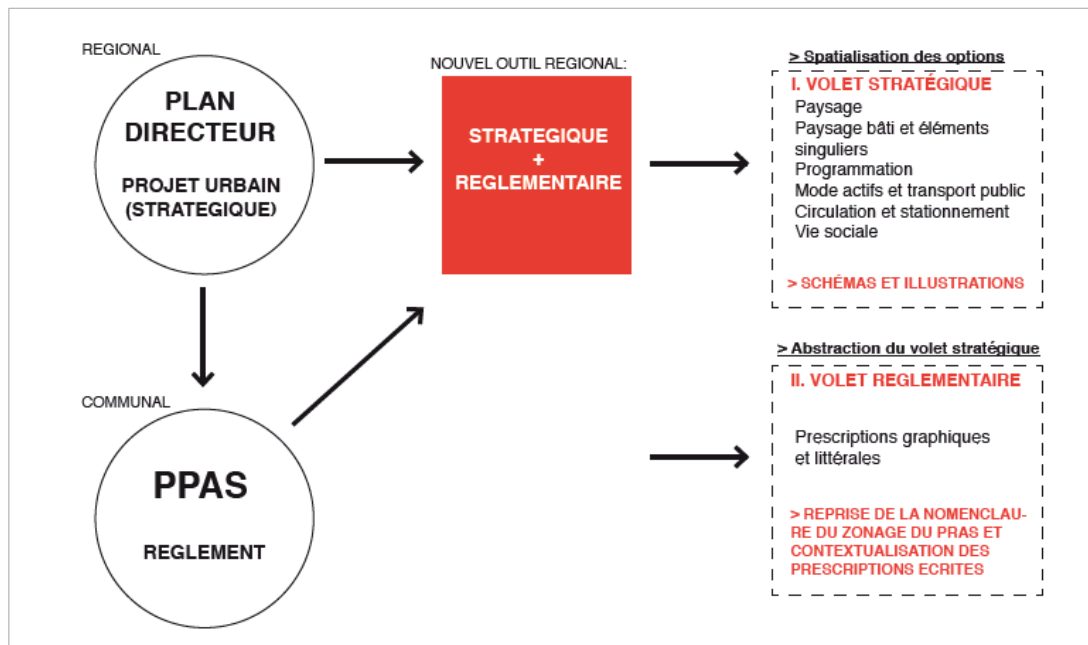 REGIONAL
PLAN
DIRECTEUR
PROJET URBAIN
(STRATEGIQUE)
NOUVEL OUTIL REGIONAL:
STRATEGIQUE
+
REGLEMENTAIRE
> Spatialisation des options
I. VOLET STRATÉGIQUE
Paysage
Paysage bâti et éléments
singuliers
Programmation
Mode actifs et transport public
Circulation et stationnement
Vie sociale
> SCHÉMAS ET ILLUSTRATIONS
COMMUNAL
PPAS
REGLEMENT
> Abstraction du volet stratégique
II. VOLET REGLEMENTAIRE
Prescriptions graphiques
et littérales
> REPRISE DE LA NOMENCLAU-
RE DU ZONAGE DU PRAS ET
CONTEXTUALISATION DES
PRESCRIPTIONS ECRITES